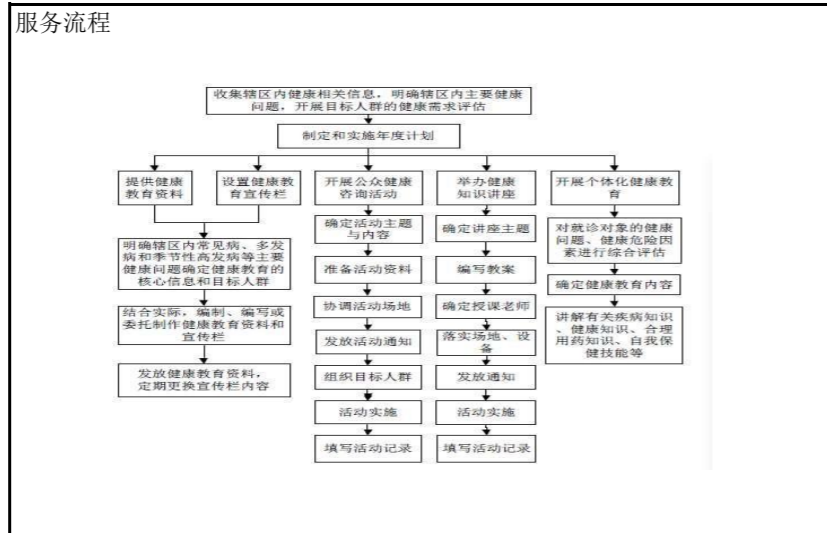 服务流程
收集辖区内健康相关信息，明确辖区内主要健康
问题，开展目标人群的健康需求评估
制定和实施年度计划
提供健康
教育资料
设置健康教
育宣传栏
开展公众健康
咨询活动
举办健康
知识讲座
开展个体化健康教
育
明确辖区内常见病、多发
病和季节性高发病等主要
健康问题确定健康教育的
核心信息和目标人群
结合实际，编制、编写或
委托制作健康教育资料和
宣传栏
发放健康教育资料，
定期更换宣传栏内容
确定活动主题
与内容
准备活动资料
协调活动场地
发放活动通知
组织目标人群
活动实施
填写活动记录
确定讲座主题
编写教案
确定授课老师
落实场地、设
备
发放通知
活动实施
填写活动记录
对就诊对象的健康
问题、健康危险因
素进行综合评估
确定健康教育内容
讲解有关疾病知识
、健康知识、合理
用药知识、自我保
健技能等